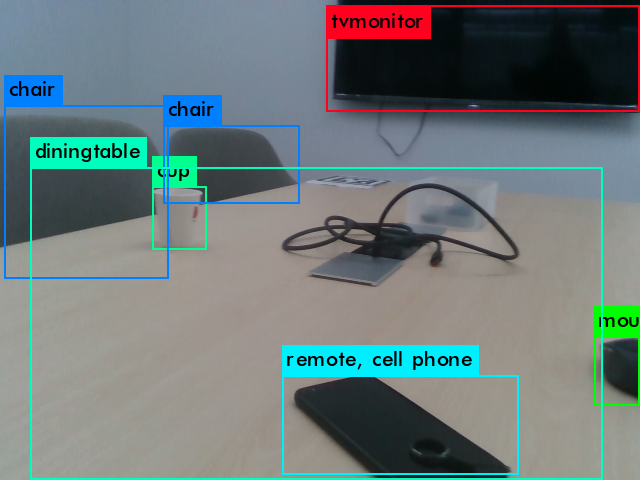 tvmonitor
chair
chair
diningtable
cup
remote, cell phone
mou